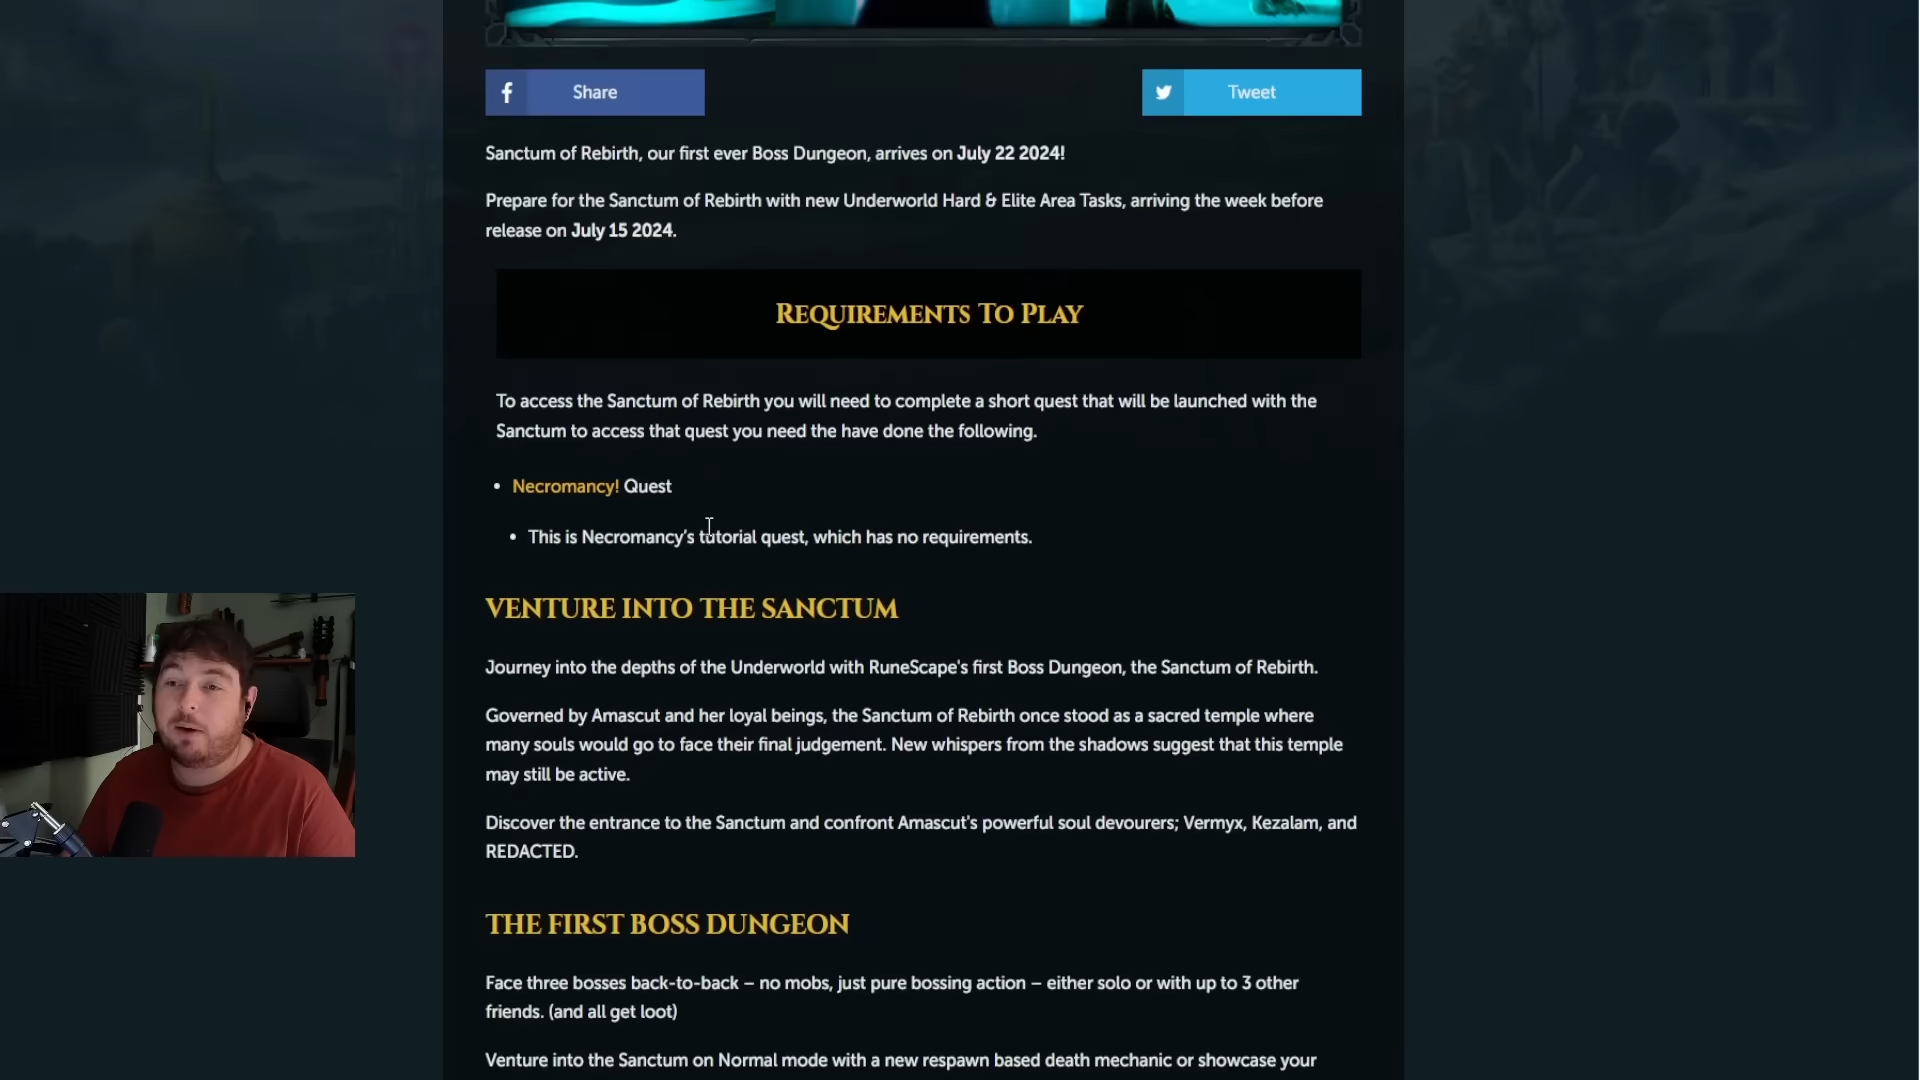 Share
Tweet
Sanctum of Rebirth, our first ever Boss Dungeon, arrives on July 22 2024!
Prepare for the Sanctum of Rebirth with new Underworld Hard & Elite Area Tasks, arriving the week before
release on July 15 2024.
REQUIREMENTS TO PLAY
To access the Sanctum of Rebirth you will need to complete a short quest that will be launched with the
Sanctum to access that quest you need the have done the following.
• Necromancy! Quest
• This is Necromancy's tutorial quest, which has no requirements.
VENTURE INTO THE SANCTUM
Journey into the depths of the Underworld with RuneScape's first Boss Dungeon, the Sanctum of Rebirth.
Governed by Amascut and her loyal beings, the Sanctum of Rebirth once stood as a sacred temple where
many souls would go to face their final judgement. New whispers from the shadows suggest that this temple
may still be active.
Discover the entrance to the Sanctum and confront Amascut's powerful soul devourers; Vermyx, Kezalam, and
REDACTED.
THE FIRST BOSS DUNGEON
Face three bosses back-to-back – no mobs, just pure bossing action – either solo or with up to 3 other
friends. (and all get loot)
Venture into the Sanctum on Normal mode with a new respawn based death mechanic or showcase your